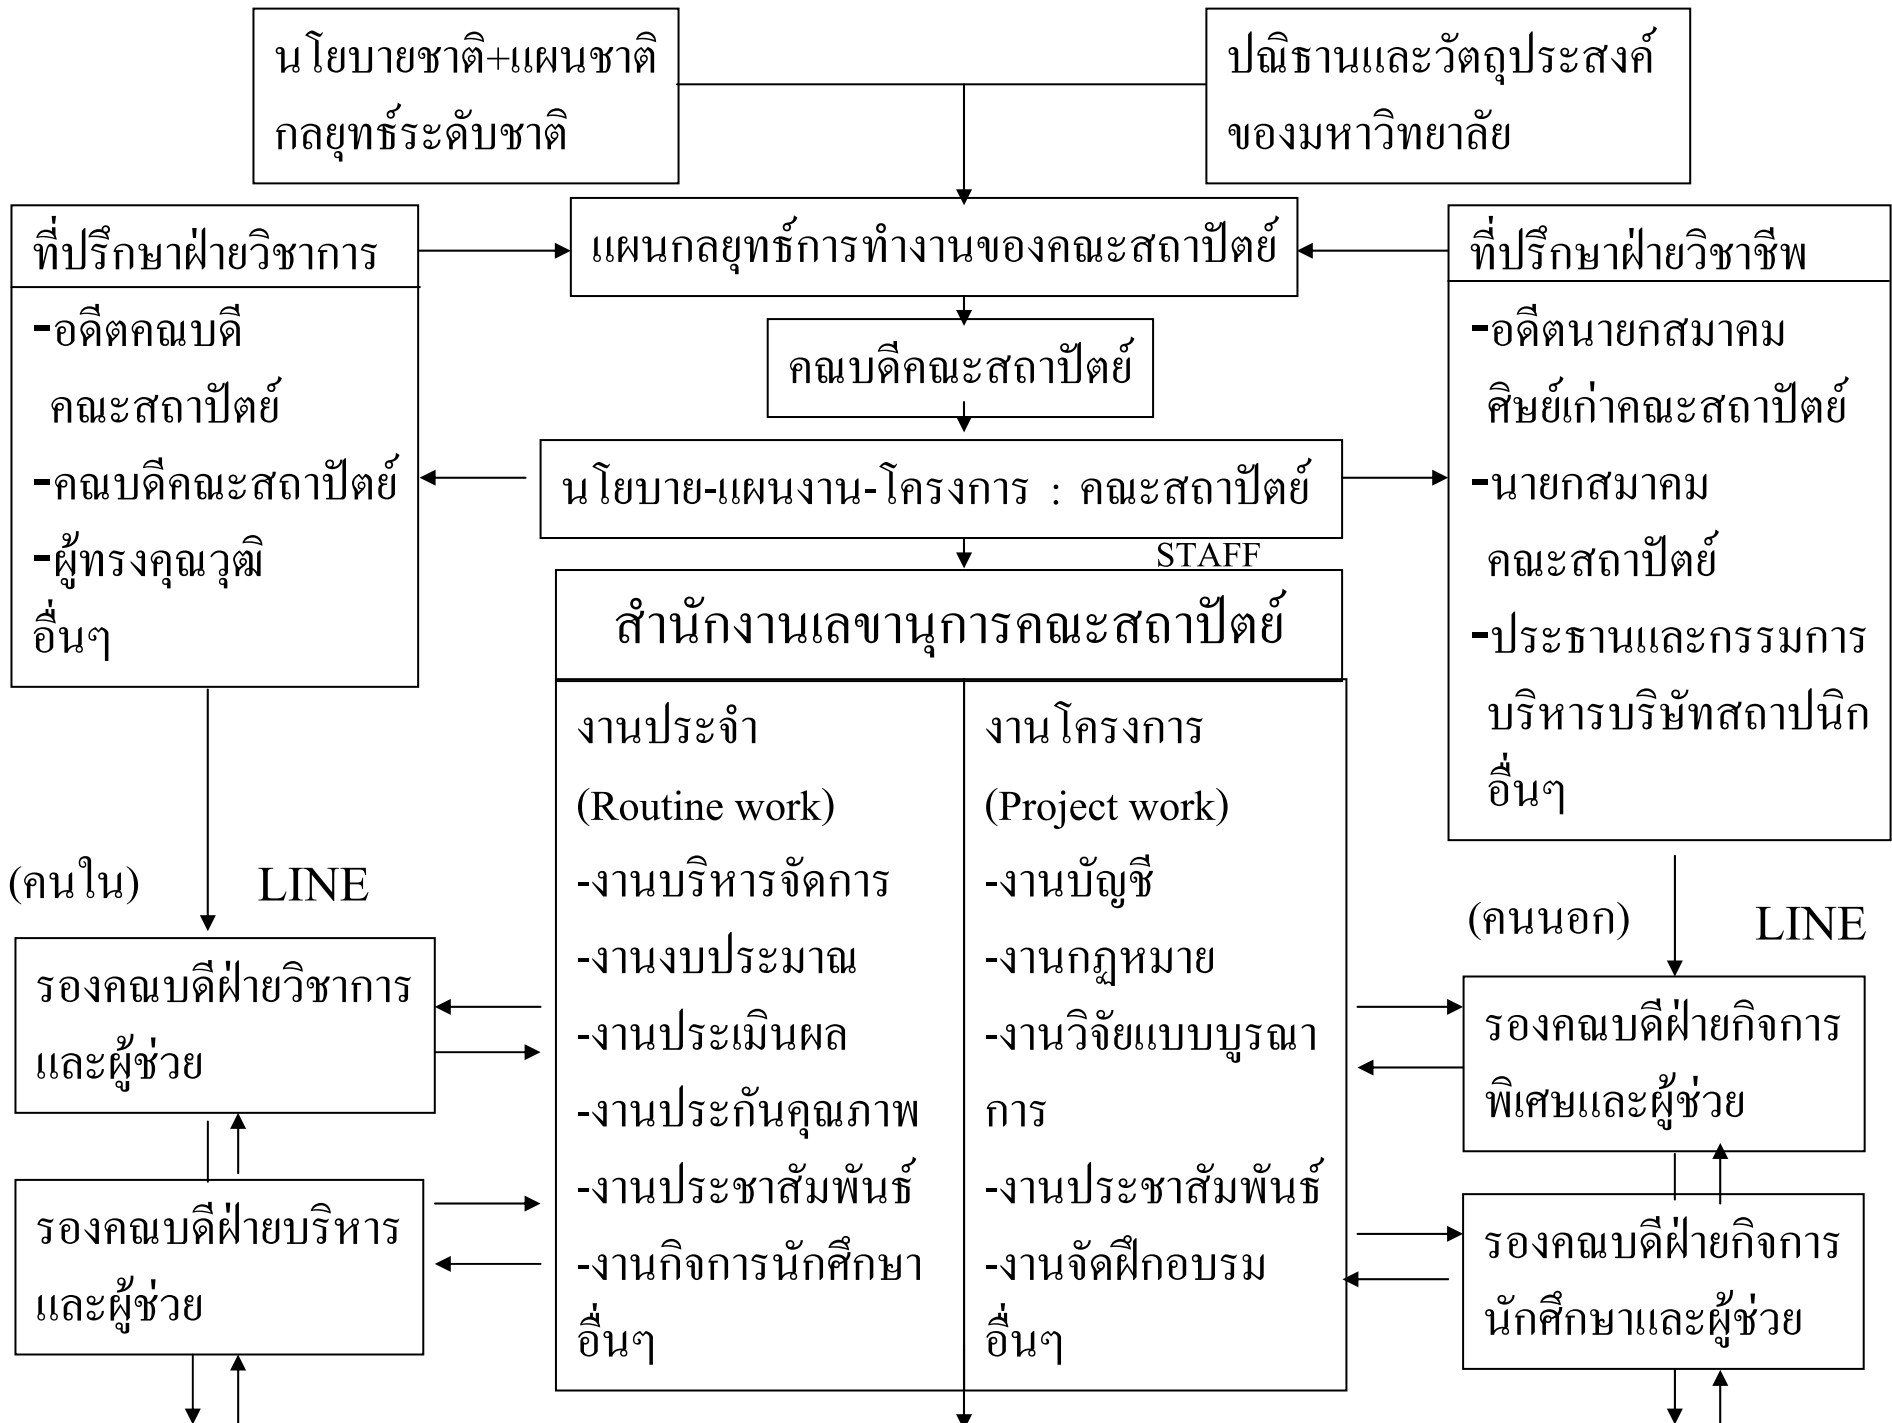 นโยบายชาติ+แผนชาติ
กลยุทธ์ระดับชาติ
ปณิธานและวัตถุประสงค์
ของมหาวิทยาลัย
แผนกลยุทธ์การทำงานของคณะสถาปัตย์
คณบดีคณะสถาปัตย์
นโยบาย-แผนงาน-โครงการ : คณะสถาปัตย์
ที่ปรึกษาฝ่ายวิชาการ
-อดีตคณบดี
คณะสถาปัตย์
-คณบดีคณะสถาปัตย์
-ผู้ทรงคุณวุฒิ
อื่นๆ
ที่ปรึกษาฝ่ายวิชาชีพ
-อดีตนายกสมาคม
ศิษย์เก่าคณะสถาปัตย์
-นายกสมาคม
คณะสถาปัตย์
-ประธานและกรรมการ
บริหารบริษัทสถาปนิก
อื่นๆ
STAFF
สำนักงานเลขานุการคณะสถาปัตย์
งานประจำ
(Routine work)
-งานบริหารจัดการ
-งานงบประมาณ
-งานประเมินผล
-งานประกันคุณภาพ
-งานประชาสัมพันธ์
-งานกิจการนักศึกษา
อื่นๆ
งานโครงการ
(Project work)
-งานบัญชี
-งานกฏหมาย
-งานวิจัยแบบบูรณา
การ
-งานประชาสัมพันธ์
-งานจัดฝึกอบรม
อื่นๆ
(คนใน)
LINE
รองคณบดีฝ่ายวิชาการ
และผู้ช่วย
รองคณบดีฝ่ายบริหาร
และผู้ช่วย
(คนนอก)
LINE
รองคณบดีฝ่ายกิจการ
พิเศษและผู้ช่วย
รองคณบดีฝ่ายกิจการ
นักศึกษาและผู้ช่วย